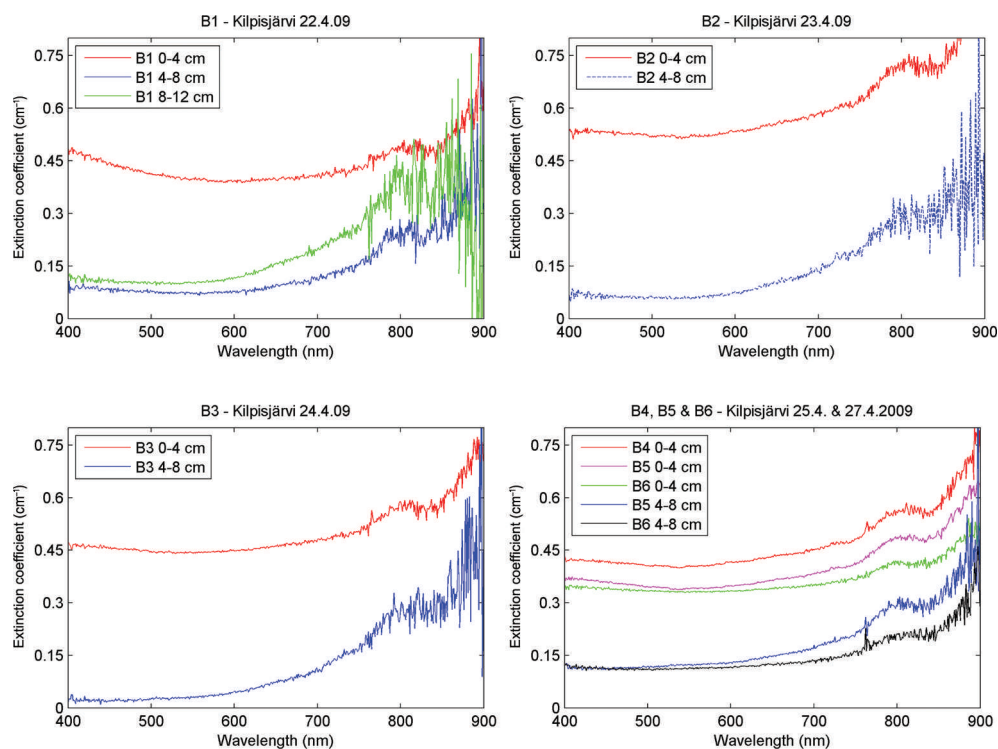 B1 - Kilpisjärvi 22.4.09
0.75
0.6
0.45
0.3
0.15
0
Extinction coefficient (cm⁻¹)
B1 0-4 cm
B1 4-8 cm
B1 8-12 cm
400 500 600 700 800 900
Wavelength (nm)
B2 - Kilpisjärvi 23.4.09
0.75
0.6
0.45
0.3
0.15
0
Extinction coefficient (cm⁻¹)
B2 0-4 cm
B2 4-8 cm
400 500 600 700 800 900
Wavelength (nm)
B3 - Kilpisjärvi 24.4.09
0.75
0.6
0.45
0.3
0.15
0
Extinction coefficient (cm⁻¹)
B3 0-4 cm
B3 4-8 cm
400 500 600 700 800 900
Wavelength (nm)
B4, B5 & B6 - Kilpisjärvi 25.4. & 27.4.2009
0.75
0.6
0.45
0.3
0.15
0
Extinction coefficient (cm⁻¹)
B4 0-4 cm
B5 0-4 cm
B6 0-4 cm
B5 4-8 cm
B6 4-8 cm
400 500 600 700 800 900
Wavelength (nm)